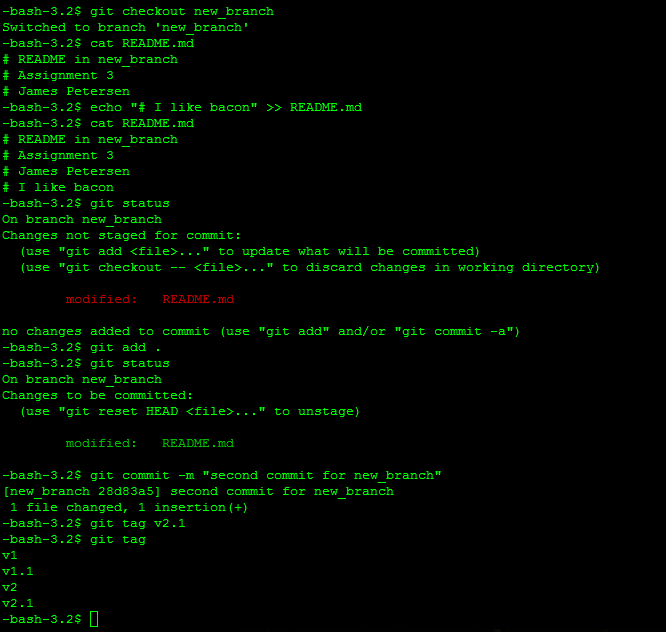 -bash-3.2$ git checkout new_branch
Switched to branch 'new_branch'
-bash-3.2$ cat README.md
# README in new_branch
# Assignment 3
# James Petersen
-bash-3.2$ echo "# I like bacon" >> README.md
-bash-3.2$ cat README.md
# README in new_branch
# Assignment 3
# James Petersen
# I like bacon
-bash-3.2$ git status
On branch new_branch
Changes not staged for commit:
  (use "git add <file>..." to update what will be committed)
  (use "git checkout -- <file>..." to discard changes in working directory)
        modified:   README.md
no changes added to commit (use "git add" and/or "git commit -a")
-bash-3.2$ git add .
-bash-3.2$ git status
On branch new_branch
Changes to be committed:
  (use "git reset HEAD <file>..." to unstage)
        modified:   README.md
-bash-3.2$ git commit -m "second commit for new_branch"
[new_branch 28d83a5] second commit for new_branch
 1 file changed, 1 insertion(+)
-bash-3.2$ git tag v2.1
-bash-3.2$ git tag
v1
v1.1
v2
v2.1
-bash-3.2$